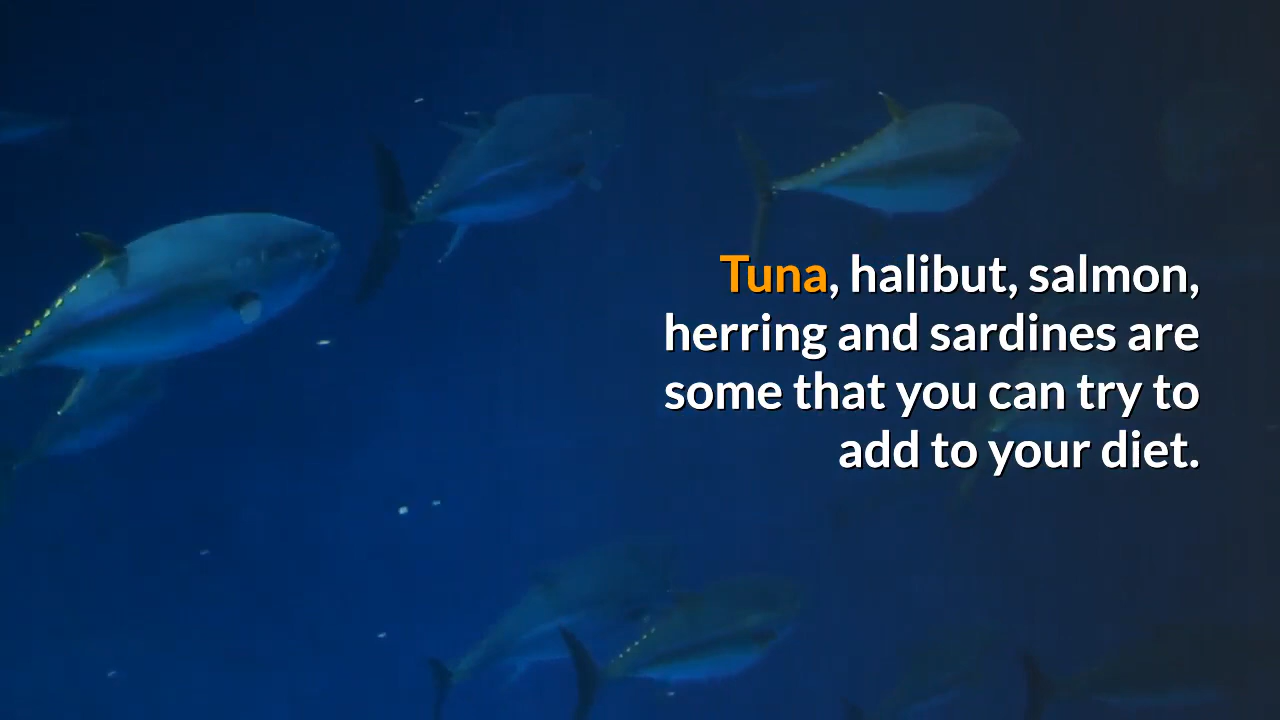 Tuna, halibut, salmon,
herring and sardines are
some that you can try to
add to your diet.